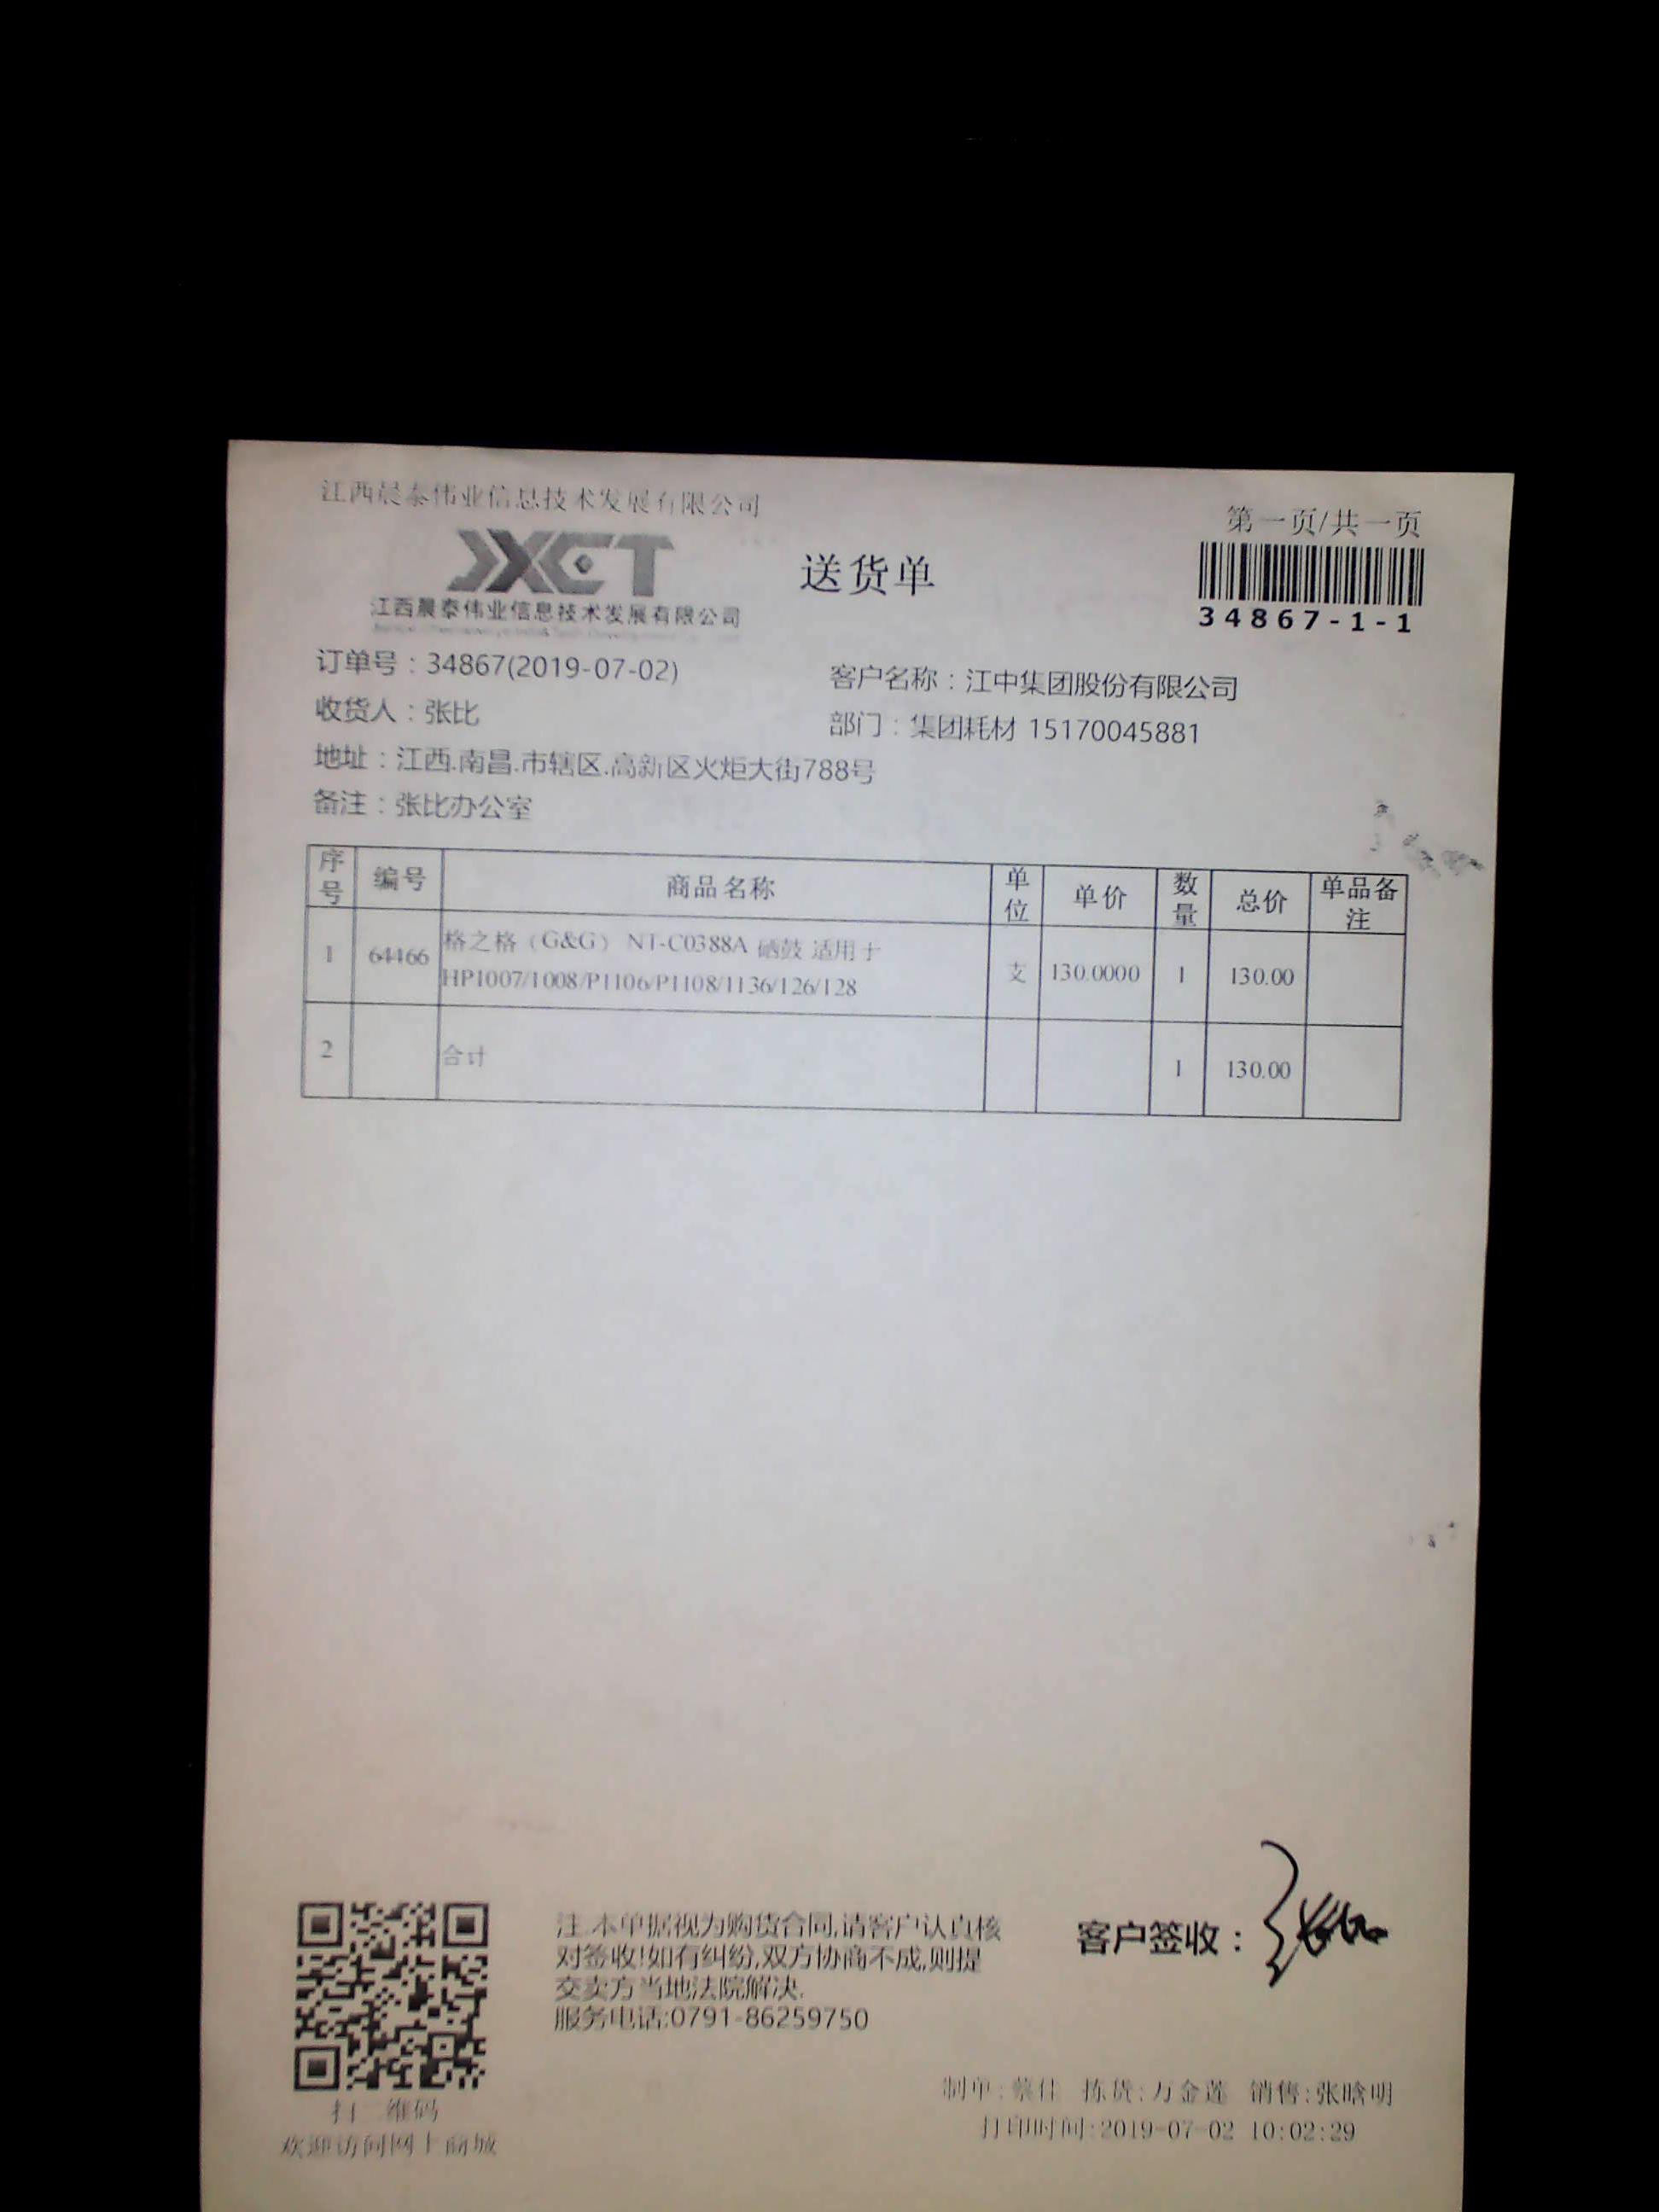 江西晨泰伟业信息技术发展有限公司
第一页/共一页
JXCT
江西晨泰伟业信息技术发展有限公司
送货单
34867-1-1
订单号：34867(2019-07-02)
客户名称：江中集团股份有限公司
收货人：张比
部门：集团耗材 15170045881
地址：江西.南昌.市辖区.高新区火炬大街788号
备注：张比办公室
序号 编号 商品名称 单位 单价 数量 总价 单品备注
1 64466 格之格（G&G） NT-C0388A 硒鼓 适用于 支 130.0000 1 130.00
HP1007/1008/P1106/P1108/1136/126/128
2 合计 1 130.00
注.本单据视为购货合同,请客户认真核
对签收!如有纠纷,双方协商不成,则提
交卖方当地法院解决.
服务电话:0791-86259750
客户签收：
扫二维码
欢迎访问网上商城
制单:蔡佳 拣货:万金莲 销售:张晗明
打印时间:2019-07-02 10:02:29